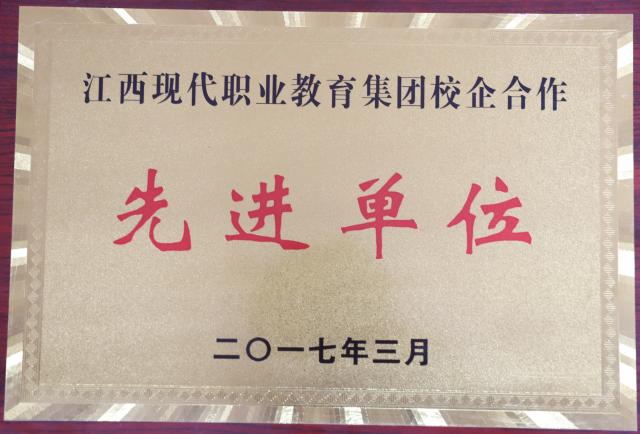 江西现代职业教育集团校企合作
先进单位
二〇一七年三月